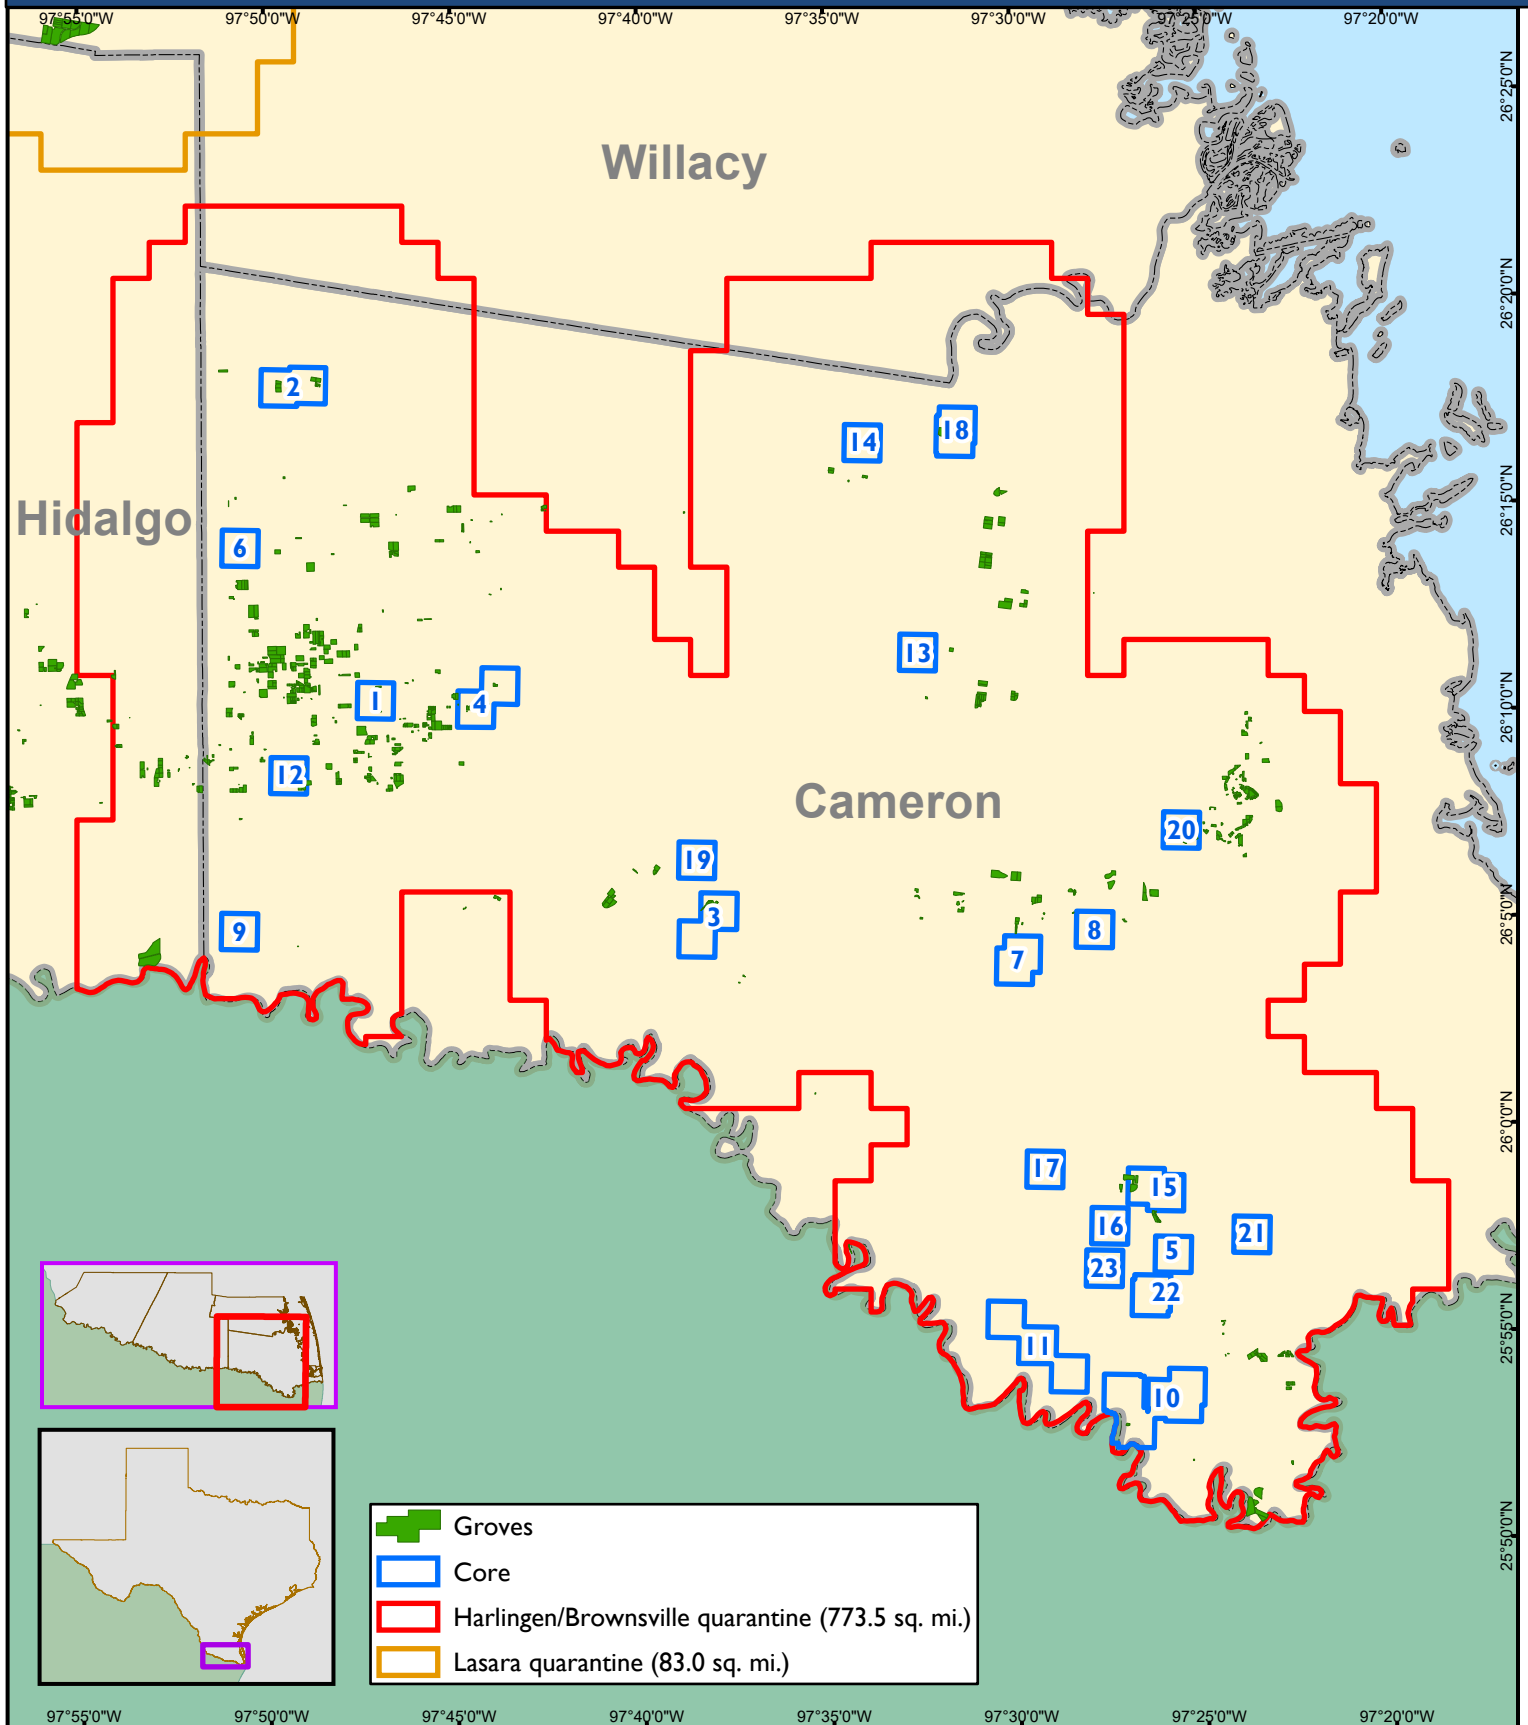 97°55'0"W 97°50'0"W 97°45'0"W 97°40'0"W 97°35'0"W 97°30'0"W 97°25'0"W 97°20'0"W
26°25'0"N
Willacy
26°20'0"N
2
14
18
26°15'0"N
Hidalgo
6
13
1
4
26°10'0"N
12
Cameron
20
19
3
26°5'0"N
9
8
7
26°0'0"N
17
15
16
21
5
23
22
25°55'0"N
11
10
25°50'0"N
Groves
Core
Harlingen/Brownsville quarantine (773.5 sq. mi.)
Lasara quarantine (83.0 sq. mi.)
97°55'0"W 97°50'0"W 97°45'0"W 97°40'0"W 97°35'0"W 97°30'0"W 97°25'0"W 97°20'0"W